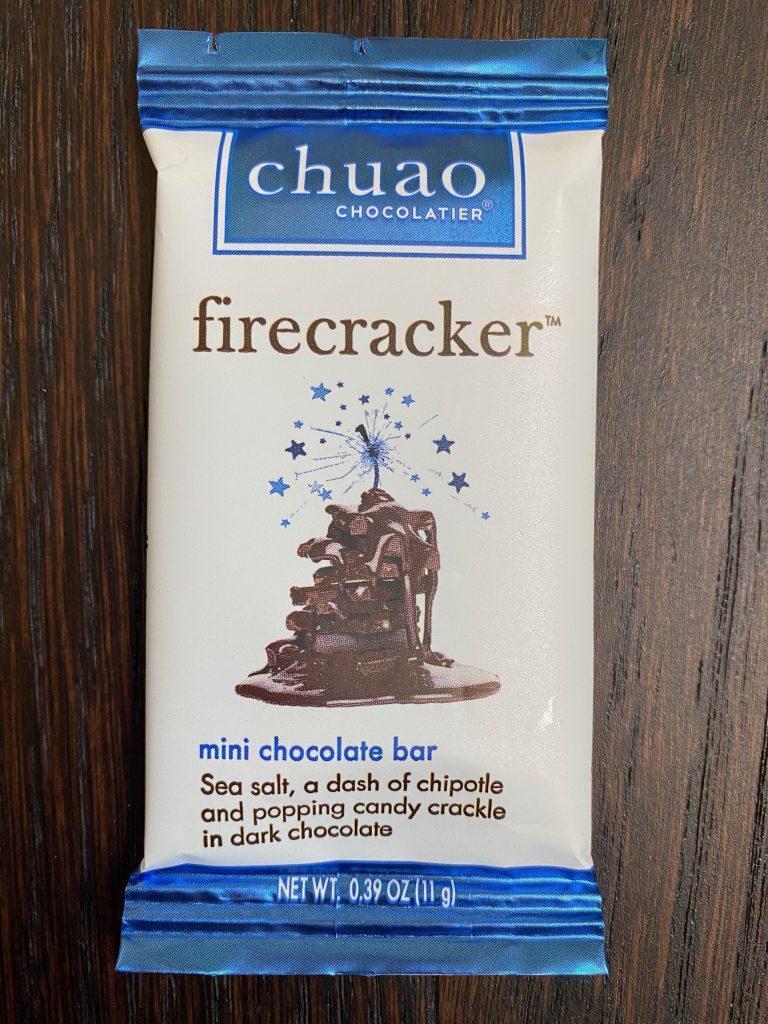 chuao
CHOCOLATIER®
firecracker™
mini chocolate bar
Sea salt, a dash of chipotle
and popping candy crackle
in dark chocolate
NET WT. 0.39 OZ (11 g)